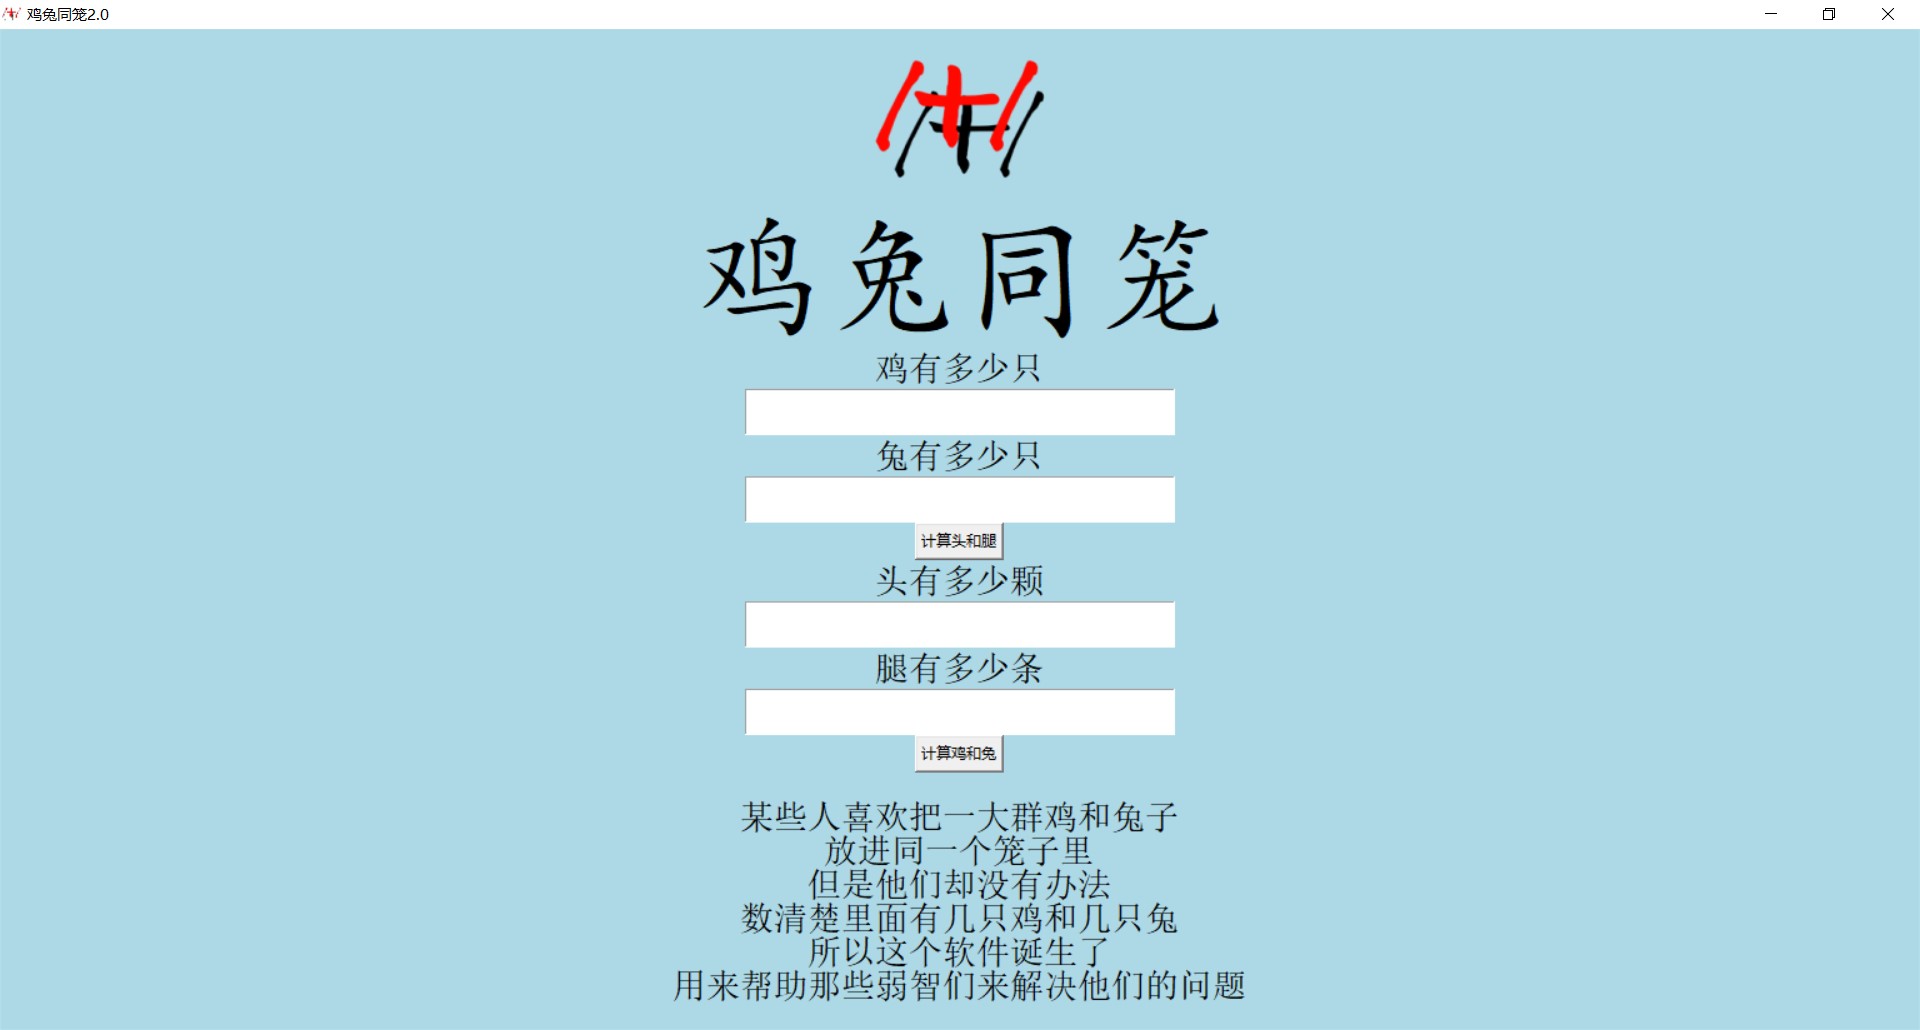 鸡兔同笼2.0
鸡兔同笼
鸡有多少只
兔有多少只
计算头和腿
头有多少颗
腿有多少条
计算鸡和兔
某些人喜欢把一大群鸡和兔子
放进同一个笼子里
但是他们却没有办法
数清楚里面有几只鸡和几只兔
所以这个软件诞生了
用来帮助那些弱智们来解决他们的问题